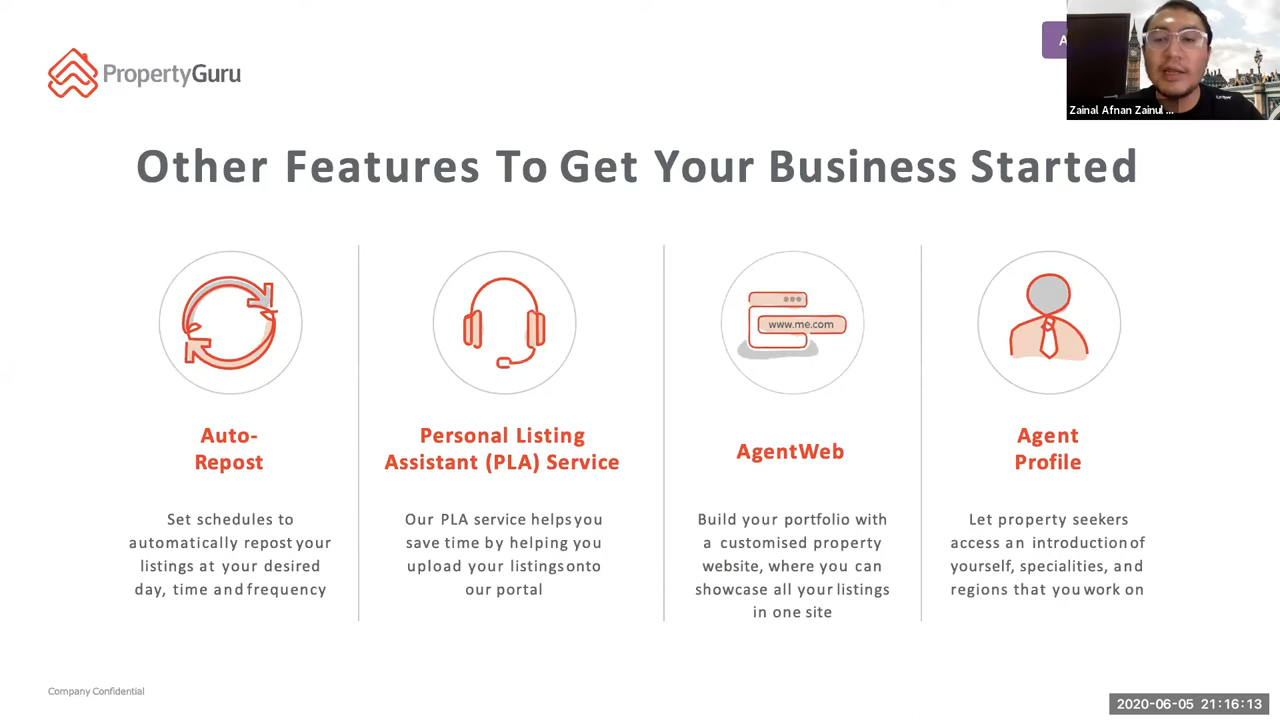 PropertyGuru
A
Zainal Afnan Zainul ...
Other Features To Get Your Business Started
www.me.com
Auto-
Repost
Set schedules to
automatically repost your
listings at your desired
day, time and frequency
Personal Listing
Assistant (PLA) Service
Our PLA service helps you
save time by helping you
upload your listings onto
our portal
AgentWeb
Build your portfolio with
a customised property
website, where you can
showcase all your listings
in one site
Agent
Profile
Let property seekers
access an introduction of
yourself, specialities, and
regions that you work on
Company Confidential
2020-06-05 21:16:13